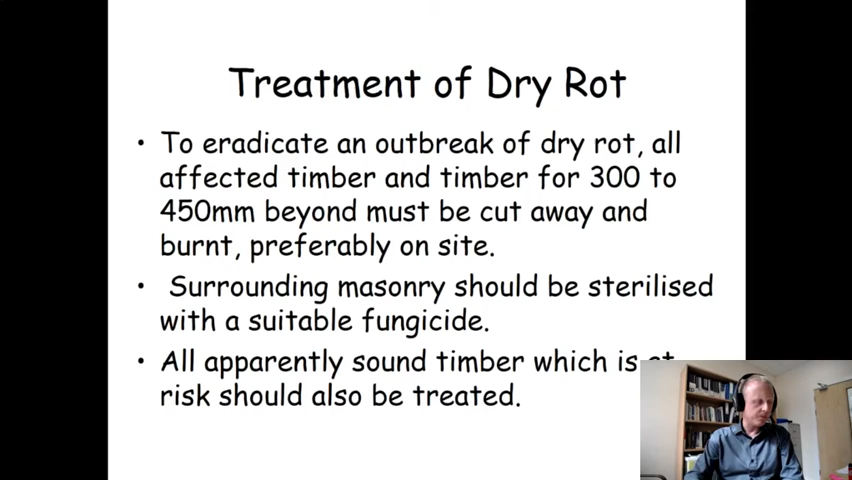 Treatment of Dry Rot
• To eradicate an outbreak of dry rot, all
affected timber and timber for 300 to
450mm beyond must be cut away and
burnt, preferably on site.
• Surrounding masonry should be sterilised
with a suitable fungicide.
• All apparently sound timber which is at
risk should also be treated.